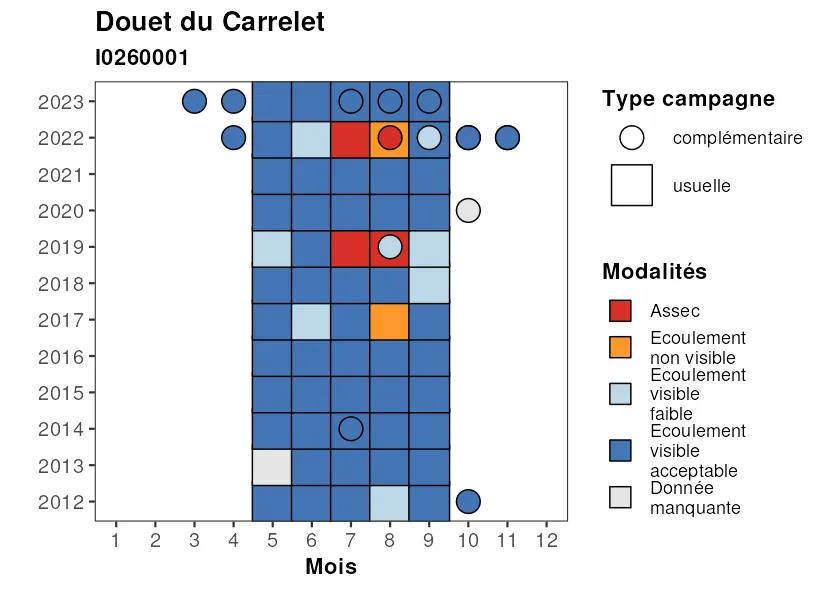 Douet du Carrelet
I0260001
2023
2022
2021
2020
2019
2018
2017
2016
2015
2014
2013
2012
1 2 3 4 5 6 7 8 9 10 11 12
Mois
Type campagne
complémentaire
usuelle
Modalités
Assec
Ecoulement
non visible
Ecoulement
visible
faible
Ecoulement
visible
acceptable
Donnée
manquante